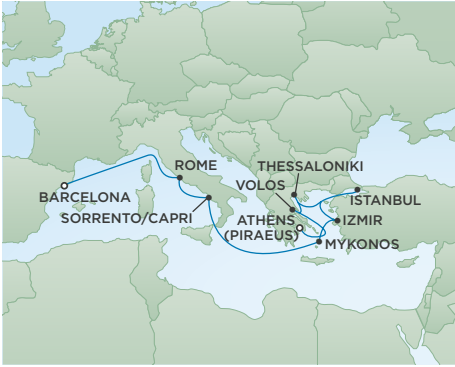 ROME
THESSALONIKI
VOLOS
BARCELONA
ISTANBUL
SORRENTO/CAPRI
ATHENS
(PIRAEUS)
IZMIR
MYKONOS